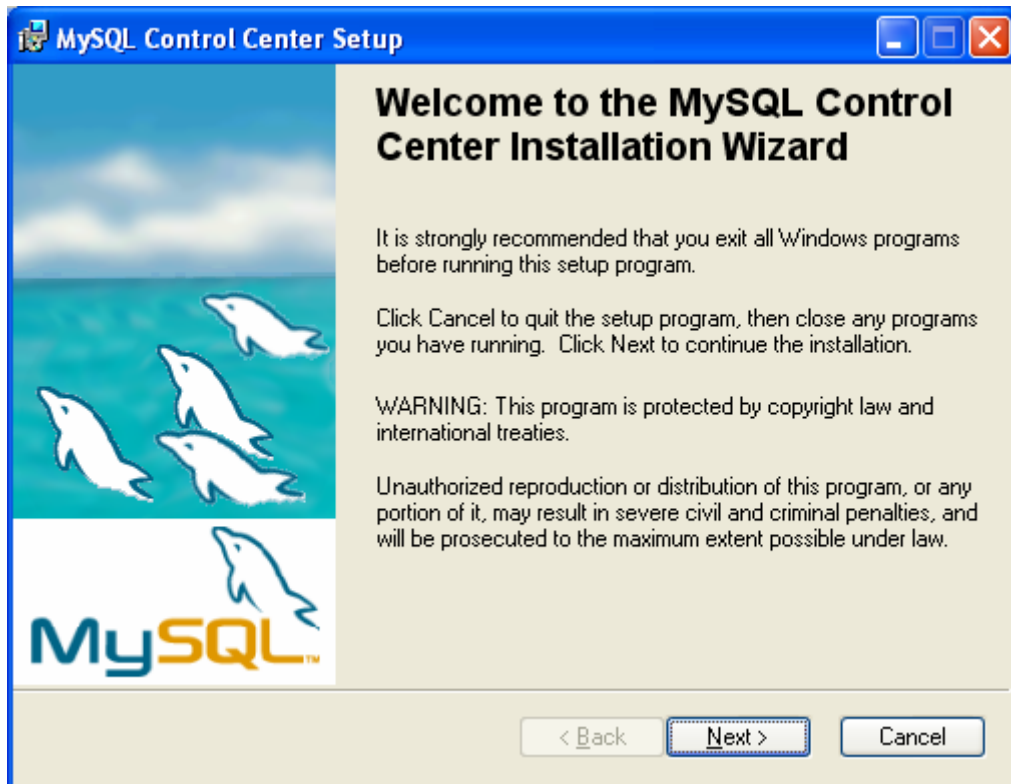 MySQL Control Center Setup
Welcome to the MySQL Control
Center Installation Wizard
It is strongly recommended that you exit all Windows programs
before running this setup program.
Click Cancel to quit the setup program, then close any programs
you have running.  Click Next to continue the installation.
WARNING: This program is protected by copyright law and
international treaties.
Unauthorized reproduction or distribution of this program, or any
portion of it, may result in severe civil and criminal penalties, and
will be prosecuted to the maximum extent possible under law.
MySQL™
< Back
Next >
Cancel